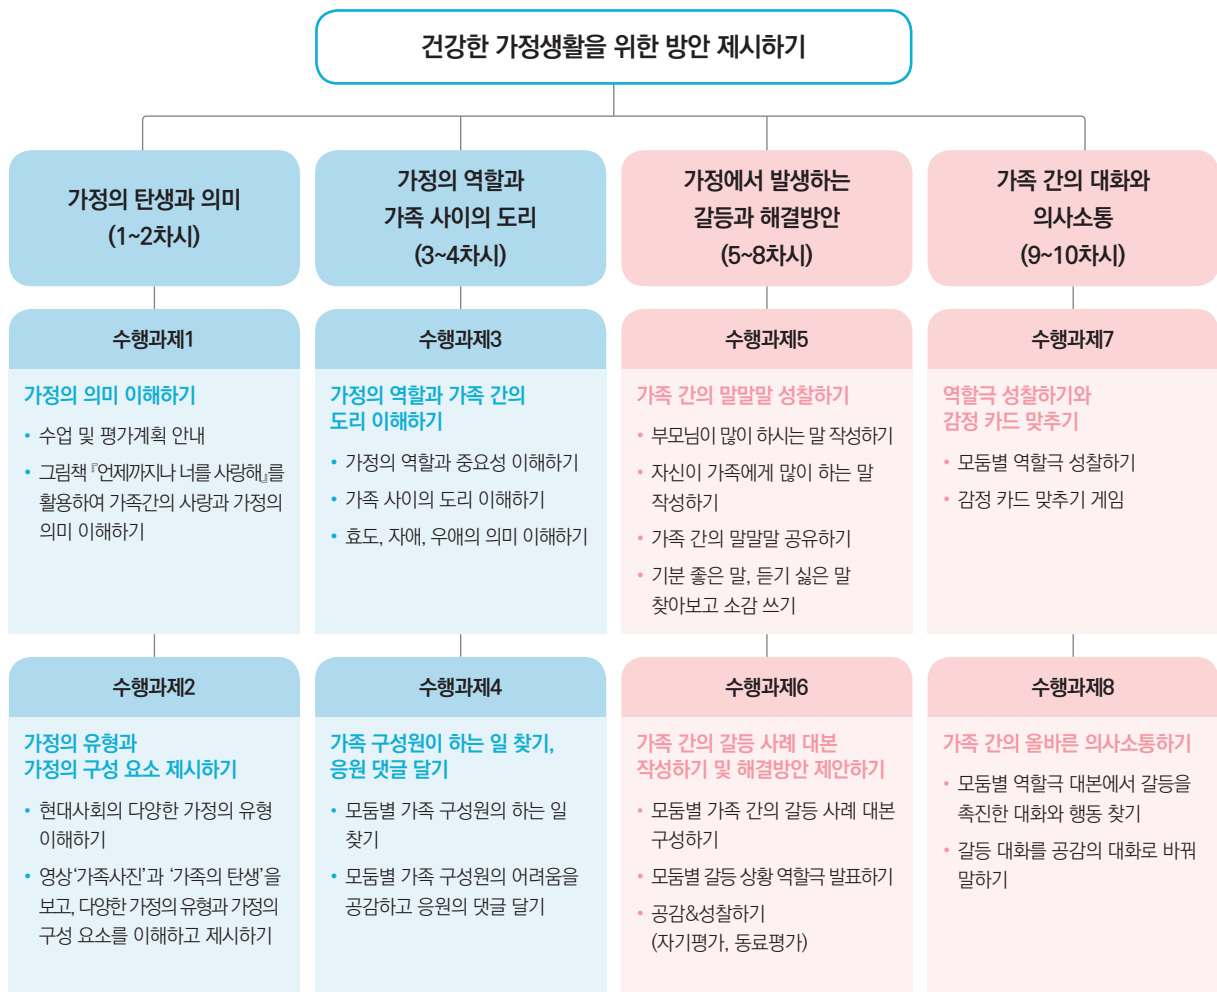 건강한 가정생활을 위한 방안 제시하기
가정의 탄생과 의미
(1~2차시)
수행과제1
가정의 의미 이해하기
• 수업 및 평가계획 안내
• 그림책 『언제까지나 너를 사랑해』를
활용하여 가족간의 사랑과 가정의
의미 이해하기
수행과제2
가정의 유형과
가정의 구성 요소 제시하기
• 현대사회의 다양한 가정의 유형
이해하기
• 영상‘가족사진’과 ‘가족의 탄생’을
보고, 다양한 가정의 유형과 가정의
구성 요소를 이해하고 제시하기
가정의 역할과
가족 사이의 도리
(3~4차시)
수행과제3
가정의 역할과 가족 간의
도리 이해하기
• 가정의 역할과 중요성 이해하기
• 가족 사이의 도리 이해하기
• 효도, 자애, 우애의 의미 이해하기
수행과제4
가족 구성원이 하는 일 찾기,
응원 댓글 달기
• 모둠별 가족 구성원의 하는 일
찾기
• 모둠별 가족 구성원의 어려움을
공감하고 응원의 댓글 달기
가정에서 발생하는
갈등과 해결방안
(5~8차시)
수행과제5
가족 간의 말말말 성찰하기
• 부모님이 많이 하시는 말 작성하기
• 자신이 가족에게 많이 하는 말
작성하기
• 가족 간의 말말말 공유하기
• 기분 좋은 말, 듣기 싫은 말
찾아보고 소감 쓰기
수행과제6
가족 간의 갈등 사례 대본
작성하기 및 해결방안 제안하기
• 모둠별 가족 간의 갈등 사례 대본
구성하기
• 모둠별 갈등 상황 역할극 발표하기
• 공감&성찰하기
(자기평가, 동료평가)
가족 간의 대화와
의사소통
(9~10차시)
수행과제7
역할극 성찰하기와
감정 카드 맞추기
• 모둠별 역할극 성찰하기
• 감정 카드 맞추기 게임
수행과제8
가족 간의 올바른 의사소통하기
• 모둠별 역할극 대본에서 갈등을
촉진한 대화와 행동 찾기
• 갈등 대화를 공감의 대화로 바꿔
말하기